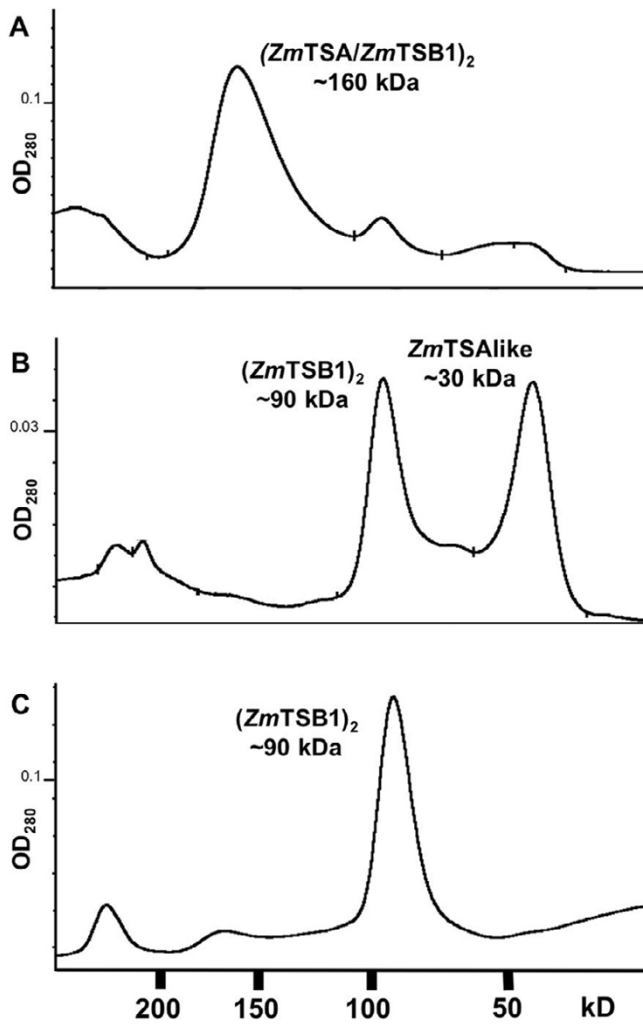 A
(ZmTSA/ZmTSB1)₂
~160 kDa
0.1
OD₂₈₀
B
(ZmTSB1)₂
~90 kDa
ZmTSAlike
~30 kDa
0.03
OD₂₈₀
C
(ZmTSB1)₂
~90 kDa
0.1
OD₂₈₀
200 150 100 50 kD